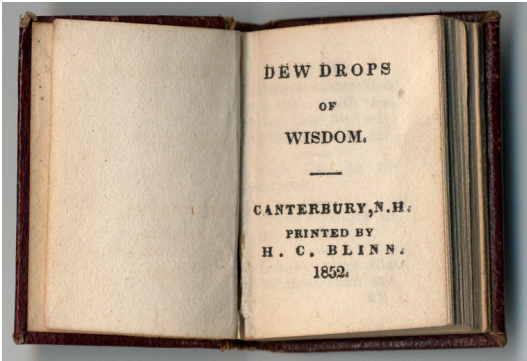 DEW DROPS
OF
WISDOM.
CANTERBURY, N.H.
PRINTED BY
H. C. BLINN.
1852.